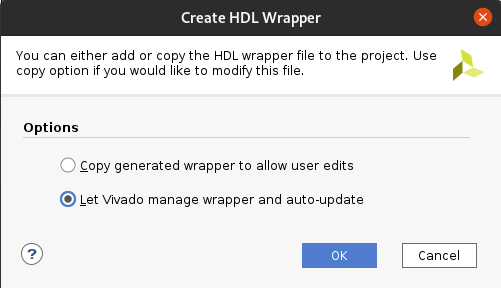 Create HDL Wrapper
You can either add or copy the HDL wrapper file to the project. Use
copy option if you would like to modify this file.
Options
Copy generated wrapper to allow user edits
Let Vivado manage wrapper and auto-update
?
OK
Cancel